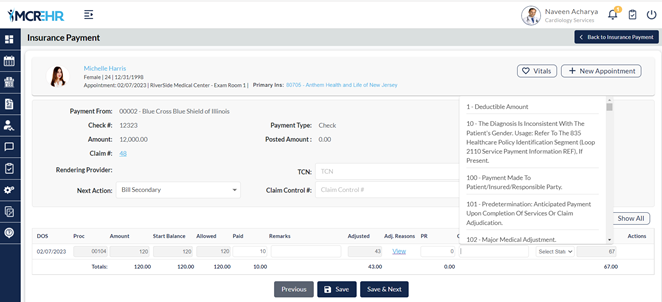 MCREHR
Naveen Acharya
Cardiology Services
Insurance Payment
Back to Insurance Payment
Michelle Harris
Female | 24 | 12/31/1998
Appointment: 02/07/2023 | RiverSide Medical Center - Exam Room 1 | Primary Ins: 80705 - Anthem Health and Life of New Jersey
Vitals
New Appointment
Payment From: 00002 - Blue Cross Blue Shield of Illinois
Check #: 12323
Payment Type: Check
Amount: 12,000.00
Posted Amount : 0.00
Claim #: 48
Rendering Provider:
TCN: TCN
Next Action: Bill Secondary
Claim Control #: Claim Control #
1 - Deductible Amount
10 - The Diagnosis Is Inconsistent With The
Patient's Gender. Usage: Refer To The 835
Healthcare Policy Identification Segment (Loop
2110 Service Payment Information REF), If
Present.
100 - Payment Made To
Patient/Insured/Responsible Party.
101 - Predetermination: Anticipated Payment
Upon Completion Of Services Or Claim
Adjudication.
102 - Major Medical Adjustment.
Show All
DOS Proc Amount Start Balance Allowed Paid Remarks Adjusted Adj. Reasons PR Actions
02/07/2023 00104 120 120 120 10 43 View 0 Select Stat 67
Totals: 120.00 120.00 120.00 10.00 43.00 67.00
Previous
Save
Save & Next